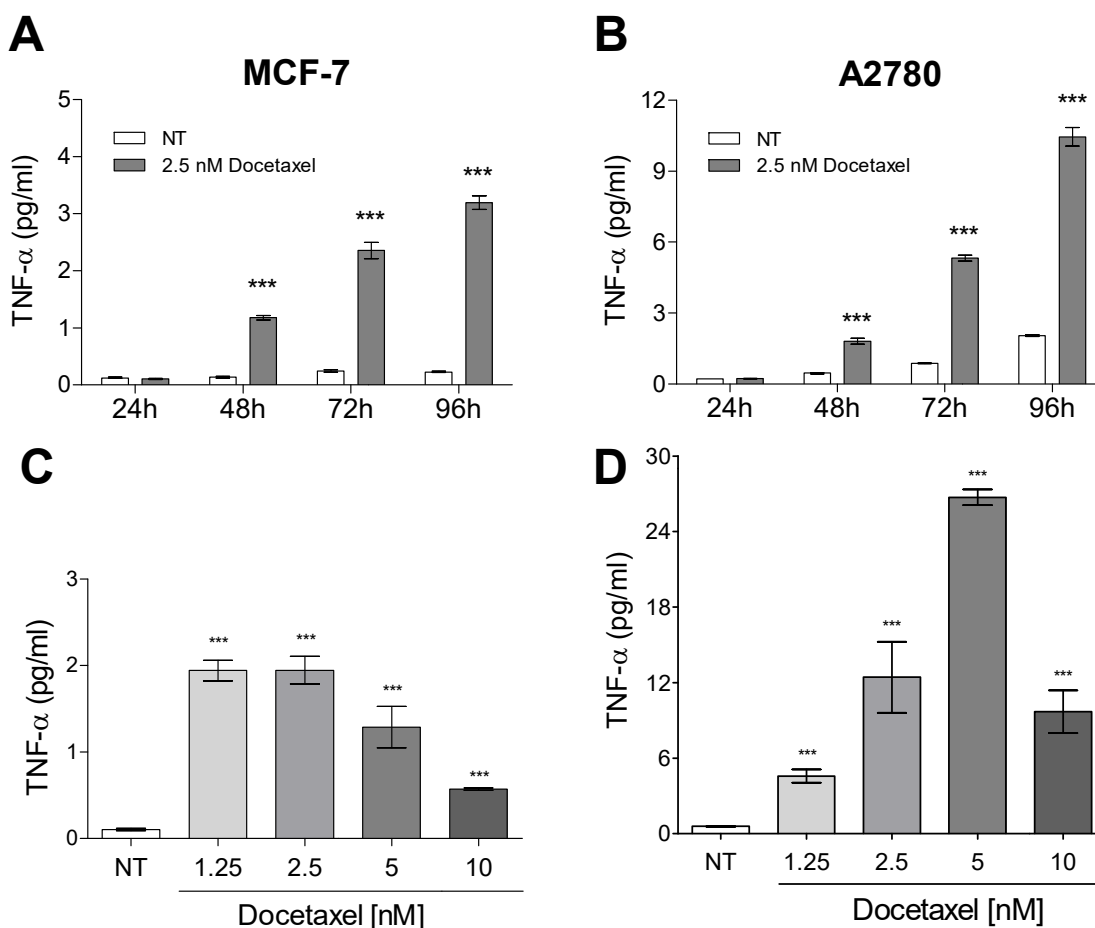 A
MCF-7
5
4
3
2
1
0
TNF-α (pg/ml)
NT
2.5 nM Docetaxel
***
***
***
24h
48h
72h
96h
B
A2780
12
9
6
3
0
TNF-α (pg/ml)
NT
2.5 nM Docetaxel
***
***
***
24h
48h
72h
96h
C
3
2
1
0
TNF-α (pg/ml)
***
***
***
***
NT
1.25
2.5
5
10
Docetaxel [nM]
D
30
24
18
12
6
0
TNF-α (pg/ml)
***
***
***
***
NT
1.25
2.5
5
10
Docetaxel [nM]